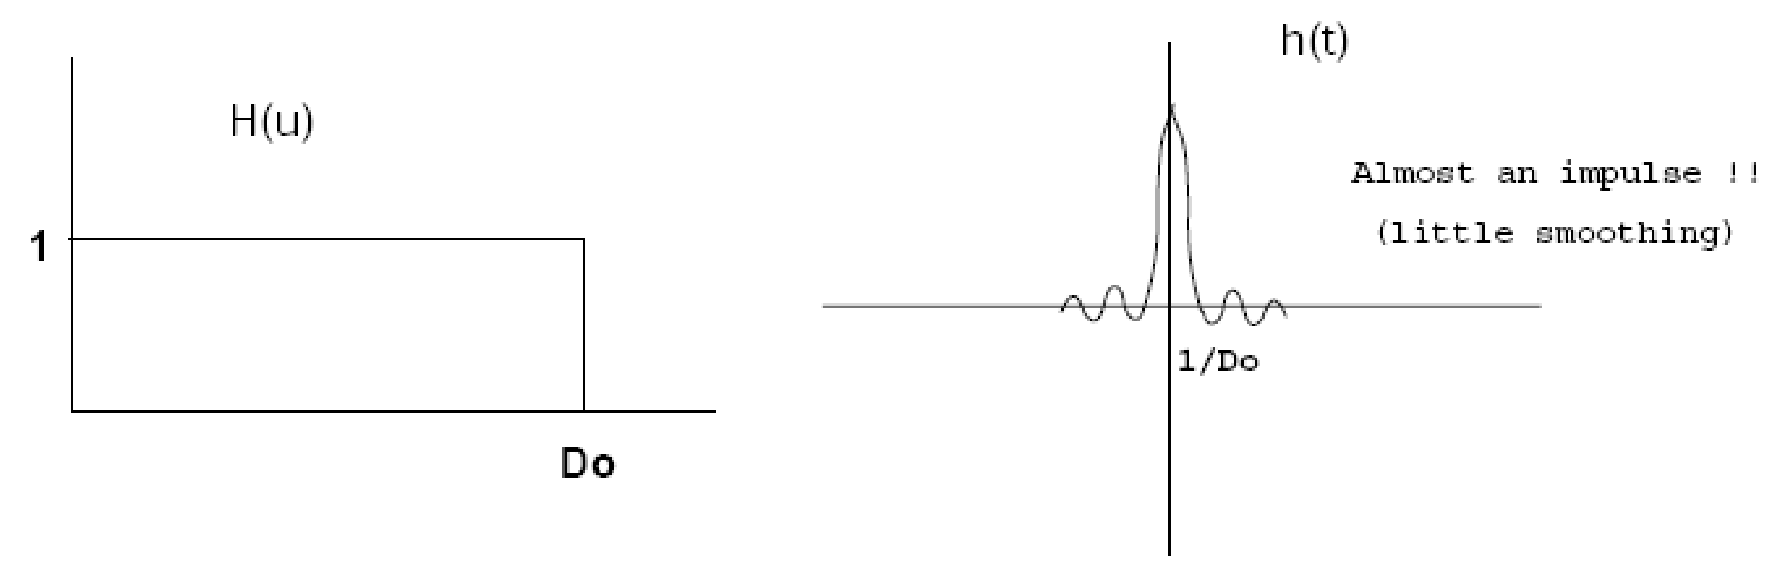 H(u)
1
Do
h(t)
Almost an impulse !!
(little smoothing)
1/Do